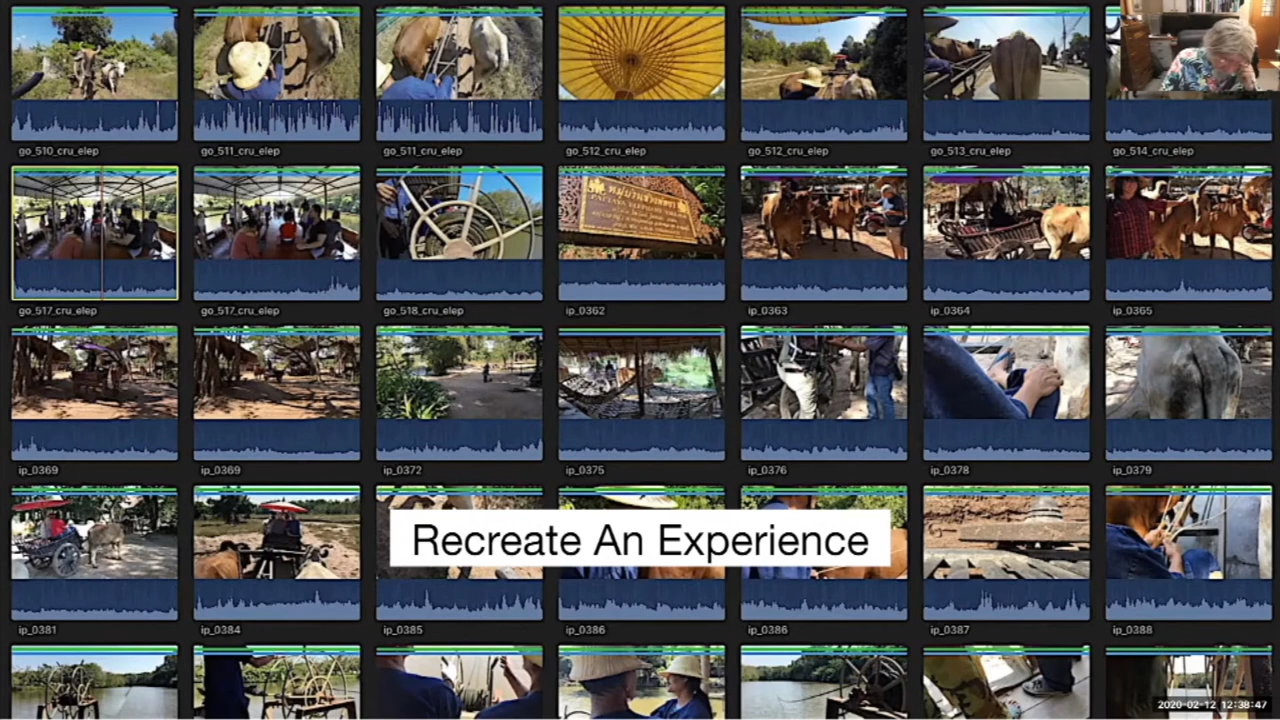 go_510_cru_elep
go_511_cru_elep
go_511_cru_elep
go_512_cru_elep
go_512_cru_elep
go_513_cru_elep
go_514_cru_elep
go_517_cru_elep
go_517_cru_elep
go_518_cru_elep
ip_0362
ip_0363
ip_0364
ip_0365
ip_0369
ip_0369
ip_0372
ip_0375
ip_0376
ip_0378
ip_0379
Recreate An Experience
ip_0381
ip_0384
ip_0385
ip_0386
ip_0386
ip_0387
ip_0388
2020-02-12 12:38:47